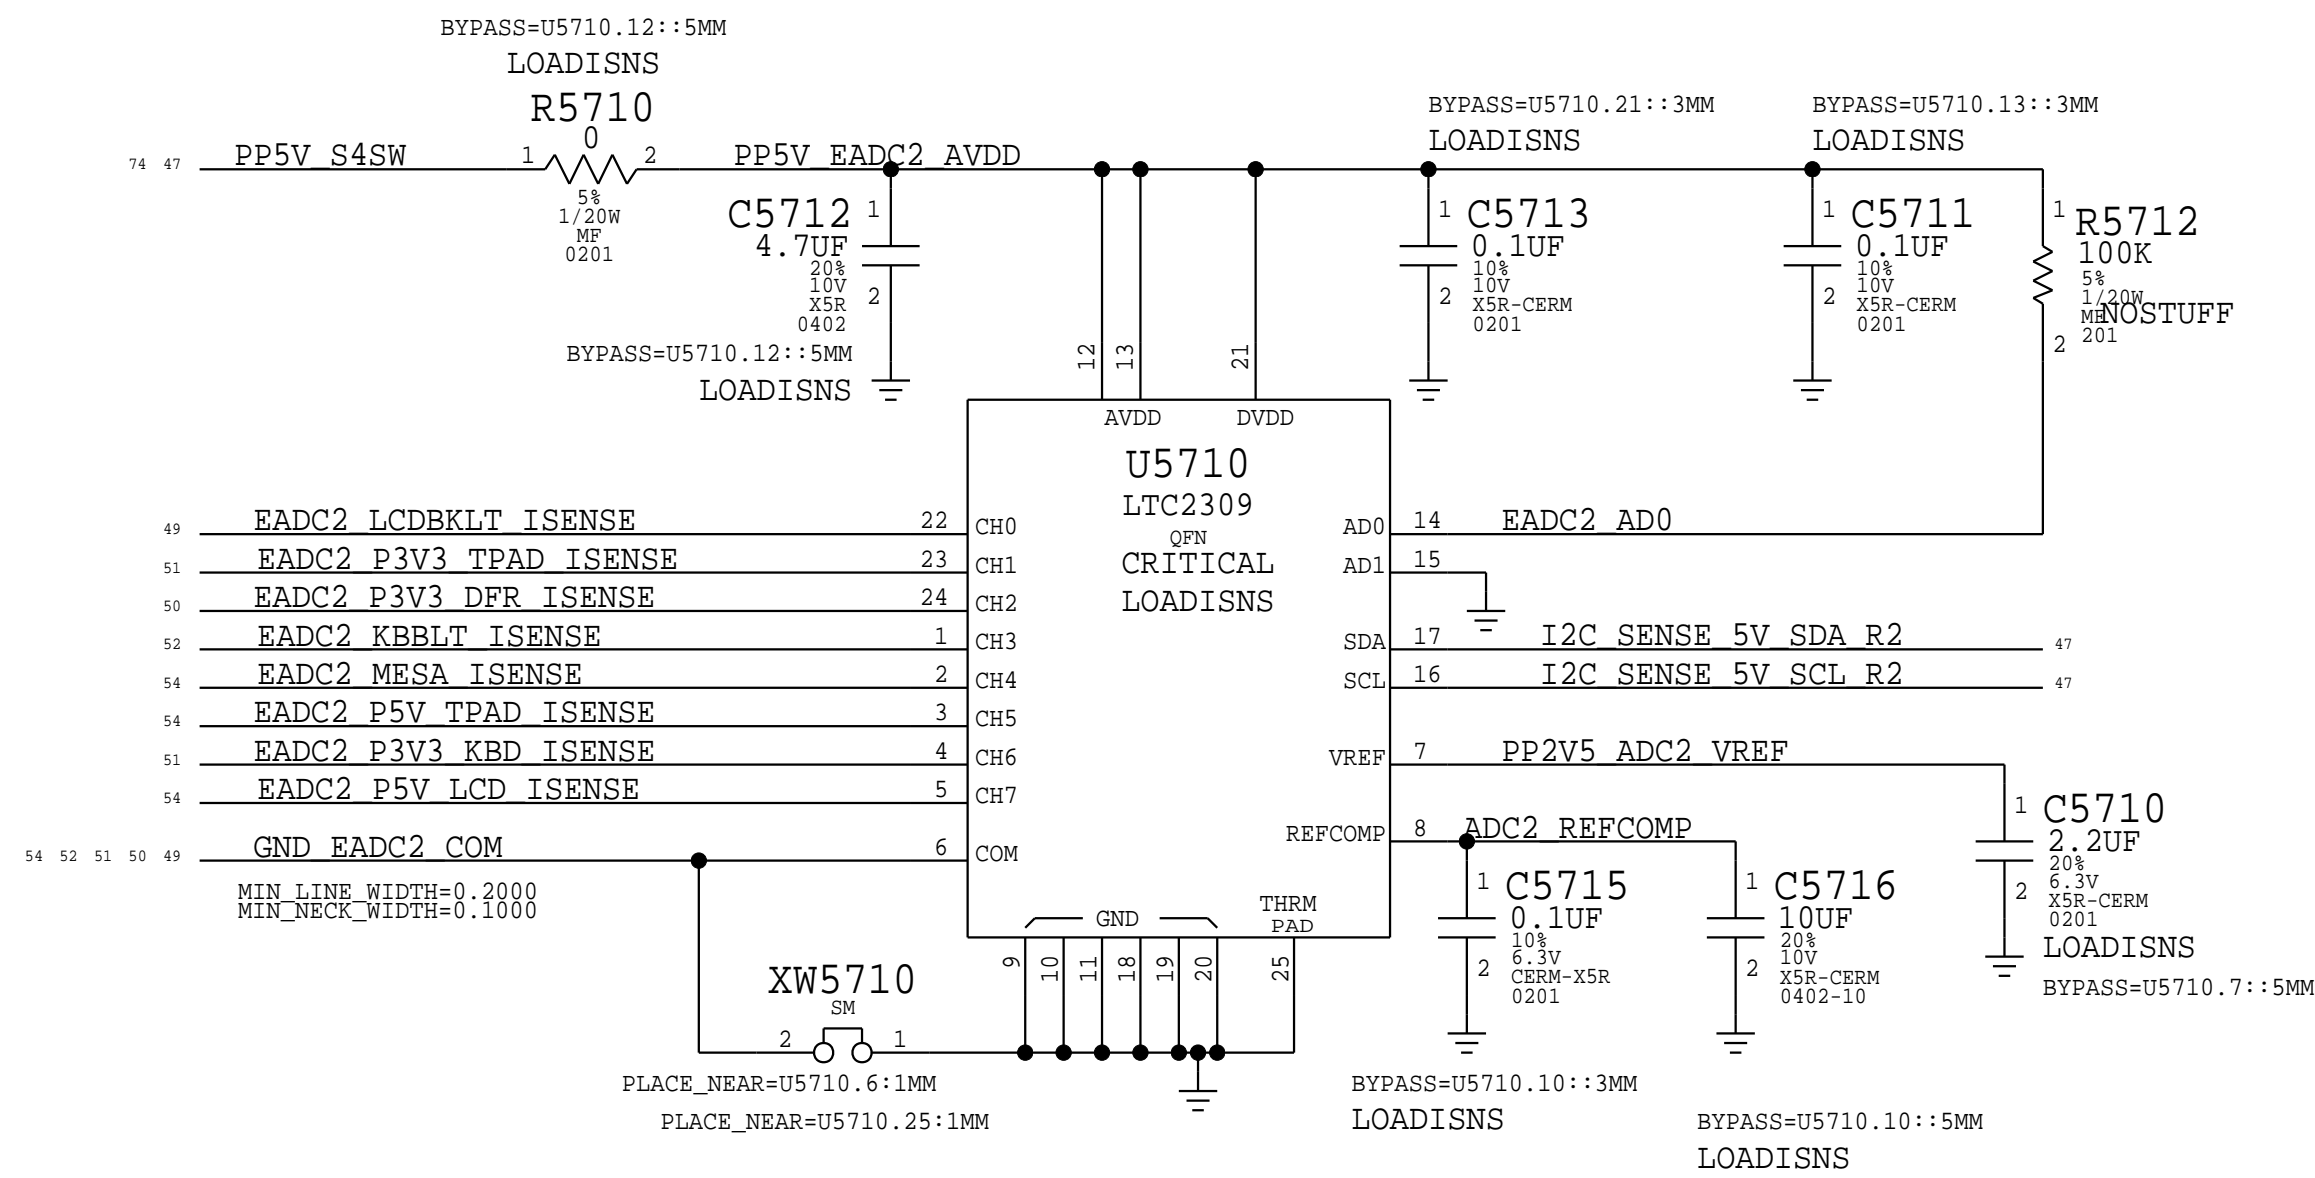 BYPASS=U5710.12::5MM
LOADISNS
R5710
0
74 47 PP5V_S4SW 1 2 PP5V_EADC2_AVDD
5%
1/20W
MF
0201
C5712 1
4.7UF
20%
10V
X5R 2
0402
BYPASS=U5710.12::5MM
LOADISNS
BYPASS=U5710.21::3MM
LOADISNS
1 C5713
0.1UF
10%
10V
2 X5R-CERM
0201
BYPASS=U5710.13::3MM
LOADISNS
1 C5711
0.1UF
10%
10V
2 X5R-CERM
0201
1 R5712
100K
5%
1/20W
MF NOSTUFF
201
2
12 13 21
AVDD DVDD
U5710
LTC2309
QFN
CRITICAL
LOADISNS
49 EADC2_LCDBKLT_ISENSE 22 CH0
51 EADC2_P3V3_TPAD_ISENSE 23 CH1
50 EADC2_P3V3_DFR_ISENSE 24 CH2
52 EADC2_KBBLT_ISENSE 1 CH3
54 EADC2_MESA_ISENSE 2 CH4
54 EADC2_P5V_TPAD_ISENSE 3 CH5
51 EADC2_P3V3_KBD_ISENSE 4 CH6
54 EADC2_P5V_LCD_ISENSE 5 CH7
54 52 51 50 49 GND_EADC2_COM 6 COM
MIN_LINE_WIDTH=0.2000
MIN_NECK_WIDTH=0.1000
AD0 14 EADC2_AD0
AD1 15
SDA 17 I2C_SENSE_5V_SDA_R2 47
SCL 16 I2C_SENSE_5V_SCL_R2 47
VREF 7 PP2V5_ADC2_VREF
REFCOMP 8 ADC2_REFCOMP
1 C5710
2.2UF
20%
6.3V
2 X5R-CERM
0201
LOADISNS
BYPASS=U5710.7::5MM
1 C5715
0.1UF
10%
6.3V
2 CERM-X5R
0201
1 C5716
10UF
20%
10V
2 X5R-CERM
0402-10
GND
THRM
PAD
9 10 11 18 19 20 25
XW5710
SM
2 1
PLACE_NEAR=U5710.6:1MM
PLACE_NEAR=U5710.25:1MM
BYPASS=U5710.10::3MM
LOADISNS
BYPASS=U5710.10::5MM
LOADISNS